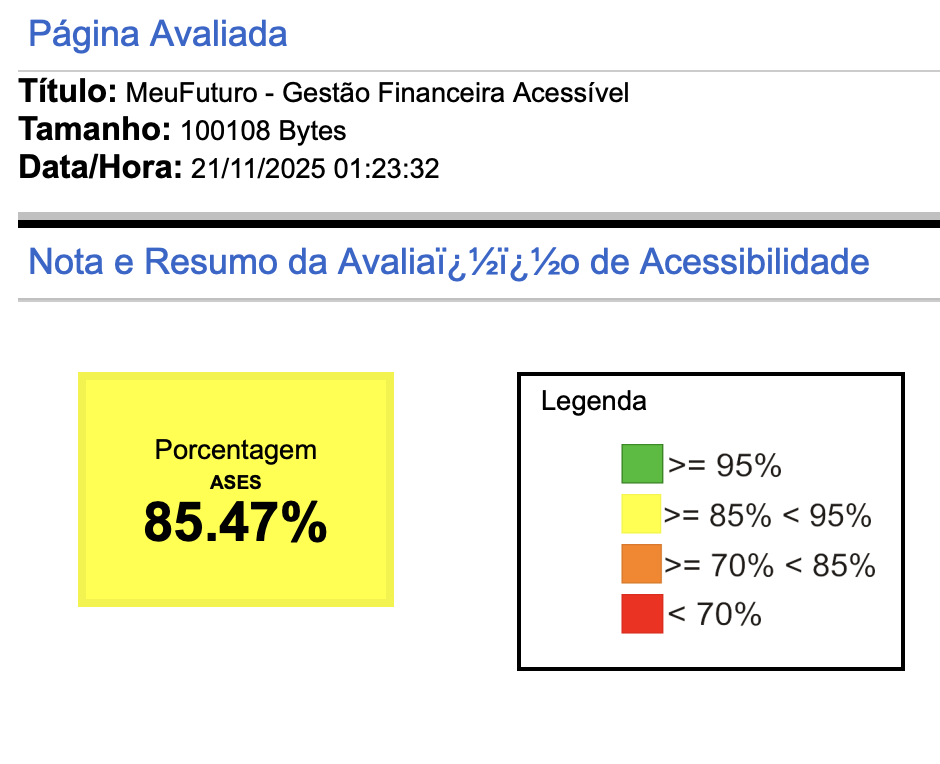 Página Avaliada
Título: MeuFuturo - Gestão Financeira Acessível
Tamanho: 100108 Bytes
Data/Hora: 21/11/2025 01:23:32
Nota e Resumo da Avaliaï¿½ï¿½o de Acessibilidade
Porcentagem
ASES
85.47%
Legenda
>= 95%
>= 85% < 95%
>= 70% < 85%
< 70%